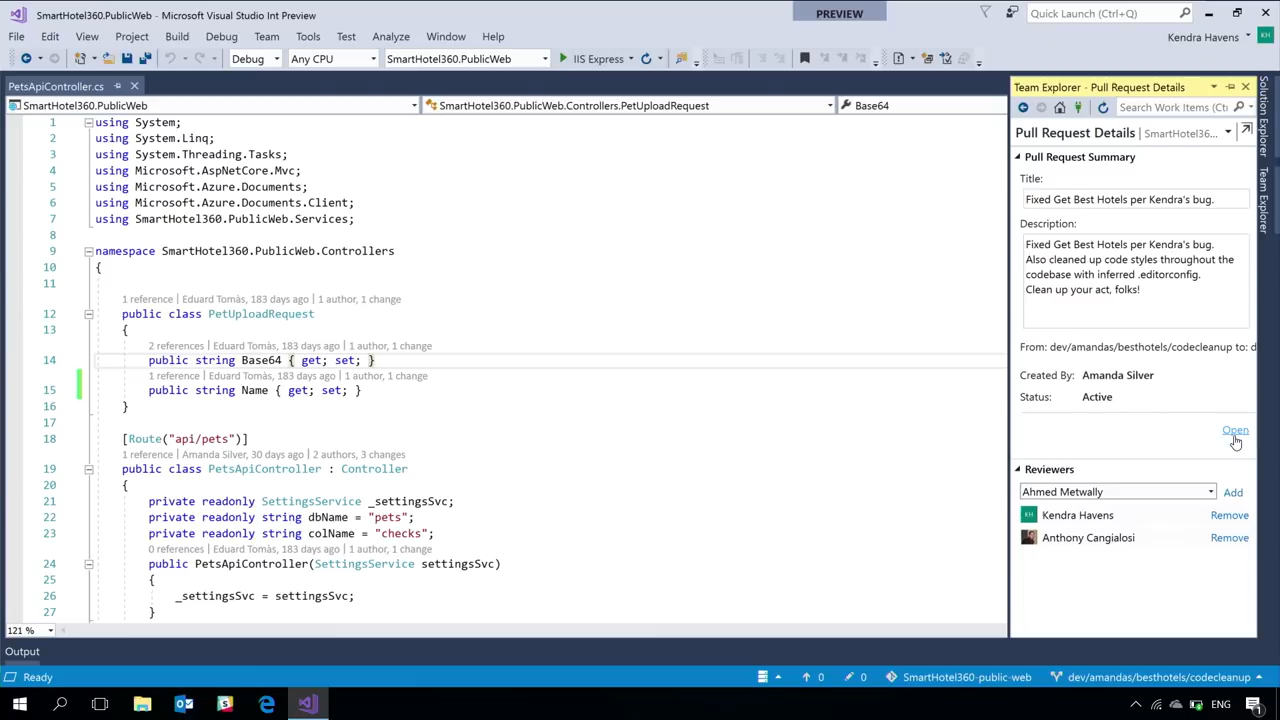 SmartHotel360.PublicWeb - Microsoft Visual Studio Int Preview
PREVIEW
Quick Launch (Ctrl+Q)
File Edit View Project Build Debug Team Tools Test Analyze Window Help
Kendra Havens
KH
Debug Any CPU SmartHotel360.PublicWeb IIS Express
PetsApiController.cs
SmartHotel360.PublicWeb SmartHotel360.PublicWeb.Controllers.PetUploadRequest Base64
1 using System;
2 using System.Linq;
3 using System.Threading.Tasks;
4 using Microsoft.AspNetCore.Mvc;
5 using Microsoft.Azure.Documents;
6 using Microsoft.Azure.Documents.Client;
7 using SmartHotel360.PublicWeb.Services;
8
9 namespace SmartHotel360.PublicWeb.Controllers
10 {
11
1 reference | Eduard Tomàs, 183 days ago | 1 author, 1 change
12 public class PetUploadRequest
13 {
2 references | Eduard Tomàs, 183 days ago | 1 author, 1 change
14 public string Base64 { get; set; }
1 reference | Eduard Tomàs, 183 days ago | 1 author, 1 change
15 public string Name { get; set; }
16 }
17
18 [Route("api/pets")]
1 reference | Amanda Silver, 30 days ago | 2 authors, 3 changes
19 public class PetsApiController : Controller
20 {
21 private readonly SettingsService _settingsSvc;
22 private readonly string dbName = "pets";
23 private readonly string colName = "checks";
0 references | Eduard Tomàs, 183 days ago | 1 author, 1 change
24 public PetsApiController(SettingsService settingsSvc)
25 {
26 _settingsSvc = settingsSvc;
27 }
121 %
Team Explorer - Pull Request Details
Search Work Items (Ctrl
Pull Request Details | SmartHotel36...
Pull Request Summary
Title:
Fixed Get Best Hotels per Kendra's bug.
Description:
Fixed Get Best Hotels per Kendra's bug.
Also cleaned up code styles throughout the
codebase with inferred .editorconfig.
Clean up your act, folks!
From: dev/amandas/besthotels/codecleanup to: d
Created By: Amanda Silver
Status: Active
Open
Reviewers
Ahmed Metwally Add
KH Kendra Havens Remove
Anthony Cangialosi Remove
Solution Explorer
Team Explorer
Output
Ready
0 0 SmartHotel360-public-web dev/amandas/besthotels/codecleanup
ENG
1